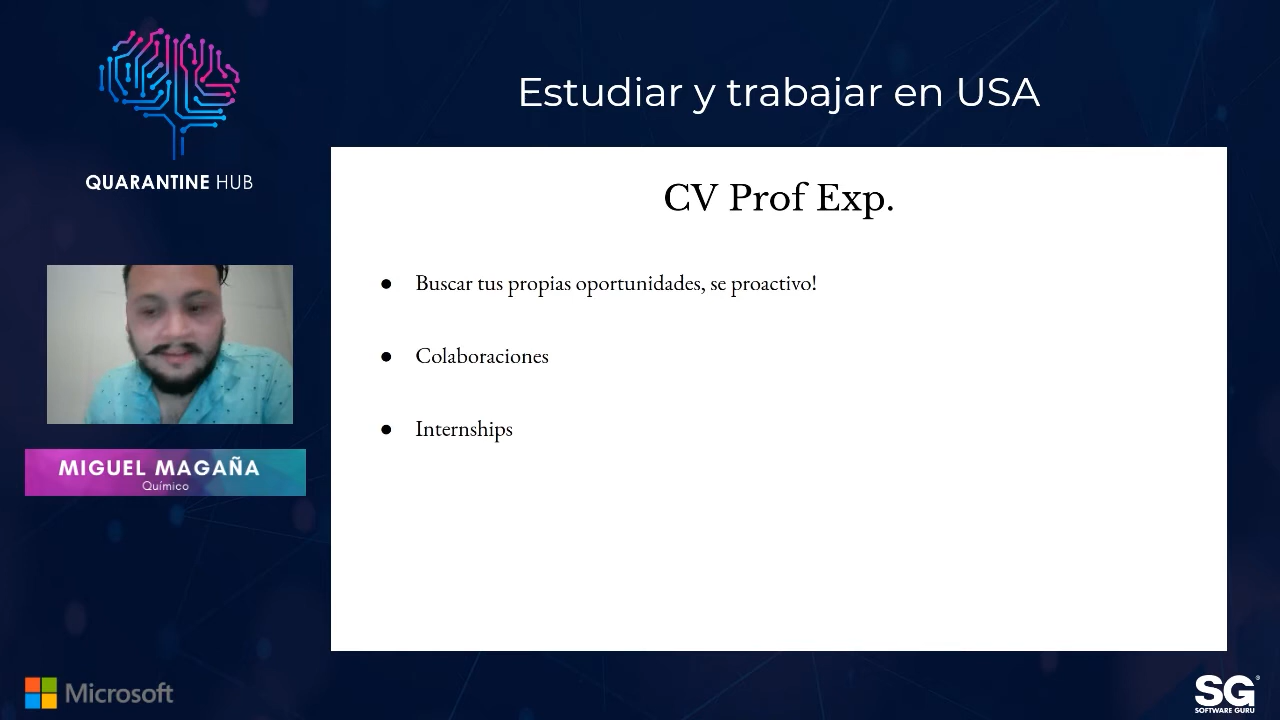 QUARANTINE HUB
Estudiar y trabajar en USA
CV Prof Exp.
● Buscar tus propias oportunidades, se proactivo!
● Colaboraciones
● Internships
MIGUEL MAGAÑA
Químico
Microsoft
SG®
SOFTWARE GURU